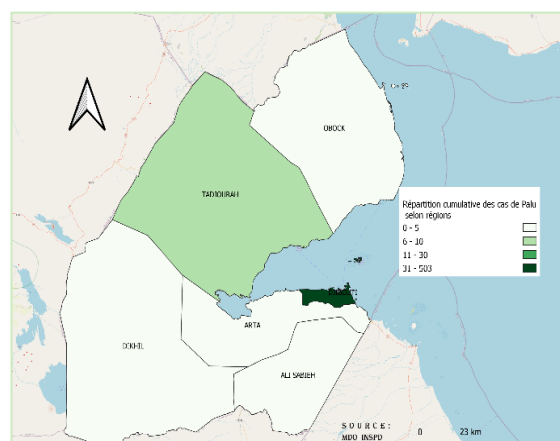 OBOCK
TADJOURAH
Répartition cumulative des cas de Palu
selon régions
0 - 5
6 - 10
11 - 30
31 - 503
ARTA
DIKHIL
ALI SABIEH
SOURCE:
MDO INSPD
0 23 km